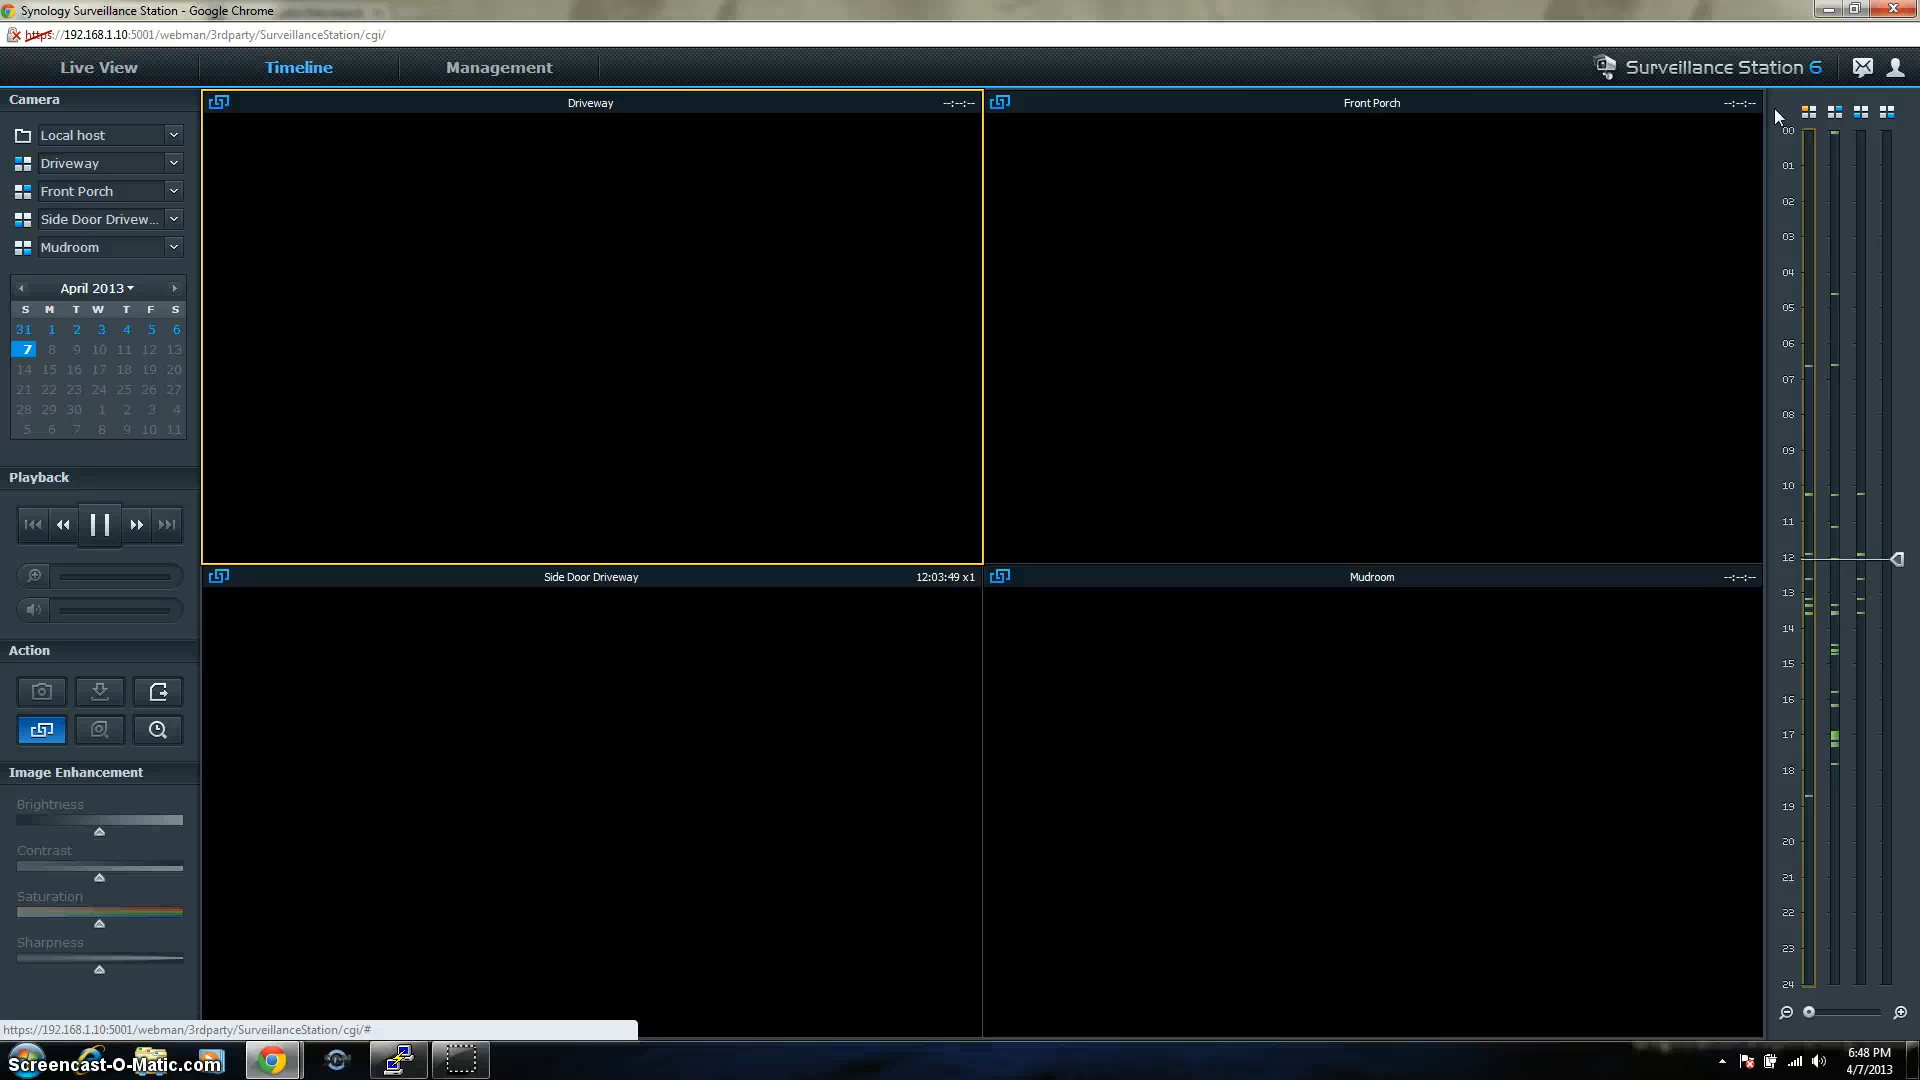 Synology Surveillance Station - Google Chrome
https://192.168.1.10:5001/webman/3rdparty/SurveillanceStation/cgi/
Live View
Timeline
Management
Surveillance Station 6
Camera
Local host
Driveway
Front Porch
Side Door Drivew...
Mudroom
April 2013
S M T W T F S
31 1 2 3 4 5 6
7 8 9 10 11 12 13
14 15 16 17 18 19 20
21 22 23 24 25 26 27
28 29 30 1 2 3 4
5 6 7 8 9 10 11
Playback
Action
Image Enhancement
Brightness
Contrast
Saturation
Sharpness
Driveway --:--:--
Front Porch --:--:--
Side Door Driveway 12:03:49 x1
Mudroom --:--:--
00
01
02
03
04
05
06
07
08
09
10
11
12
13
14
15
16
17
18
19
20
21
22
23
24
https://192.168.1.10:5001/webman/3rdparty/SurveillanceStation/cgi/#
Screencast-O-Matic.com
6:48 PM
4/7/2013